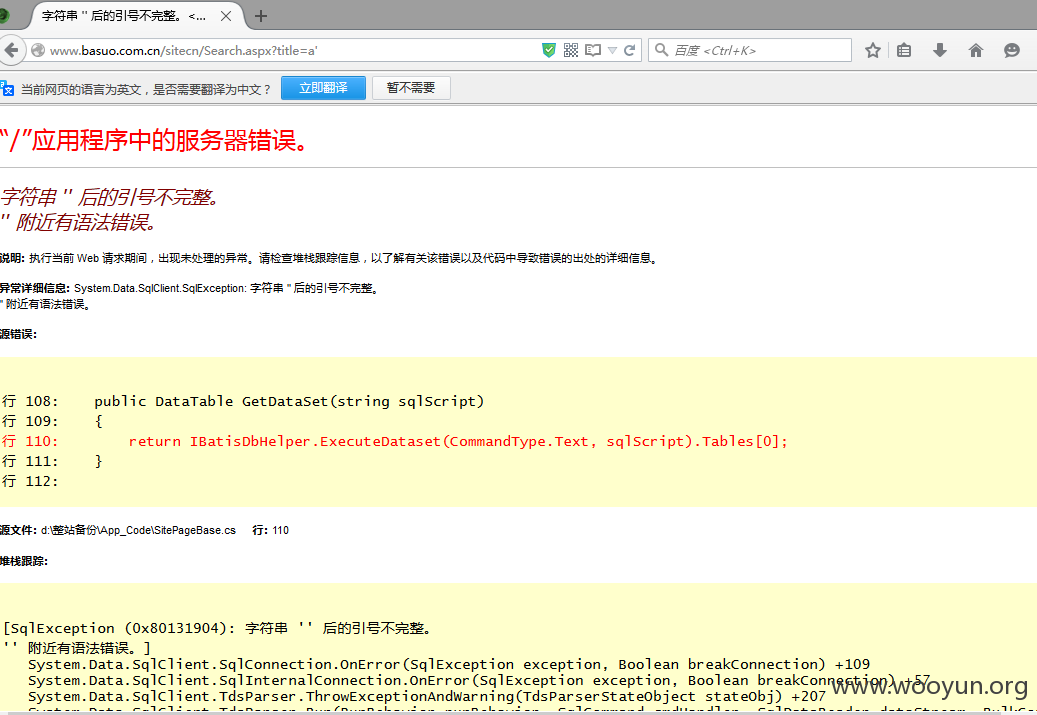 字符串 '' 后的引号不完整。<...
www.basuo.com.cn/sitecn/Search.aspx?title=a'
百度 <Ctrl+K>
当前网页的语言为英文，是否需要翻译为中文？ 立即翻译 暂不需要
“/”应用程序中的服务器错误。
字符串 '' 后的引号不完整。
'' 附近有语法错误。
说明: 执行当前 Web 请求期间，出现未处理的异常。请检查堆栈跟踪信息，以了解有关该错误以及代码中导致错误的出处的详细信息。
异常详细信息: System.Data.SqlClient.SqlException: 字符串 '' 后的引号不完整。
'' 附近有语法错误。
源错误:
行 108:    public DataTable GetDataSet(string sqlScript)
行 109:    {
行 110:        return IBatisDbHelper.ExecuteDataset(CommandType.Text, sqlScript).Tables[0];
行 111:    }
行 112:
源文件: d:\整站备份\App_Code\SitePageBase.cs    行: 110
堆栈跟踪:
[SqlException (0x80131904): 字符串 '' 后的引号不完整。
'' 附近有语法错误。]
System.Data.SqlClient.SqlConnection.OnError(SqlException exception, Boolean breakConnection) +109
System.Data.SqlClient.SqlInternalConnection.OnError(SqlException exception, Boolean breakConnection) +57
System.Data.SqlClient.TdsParser.ThrowExceptionAndWarning(TdsParserStateObject stateObj) +207
www.wooyun.org